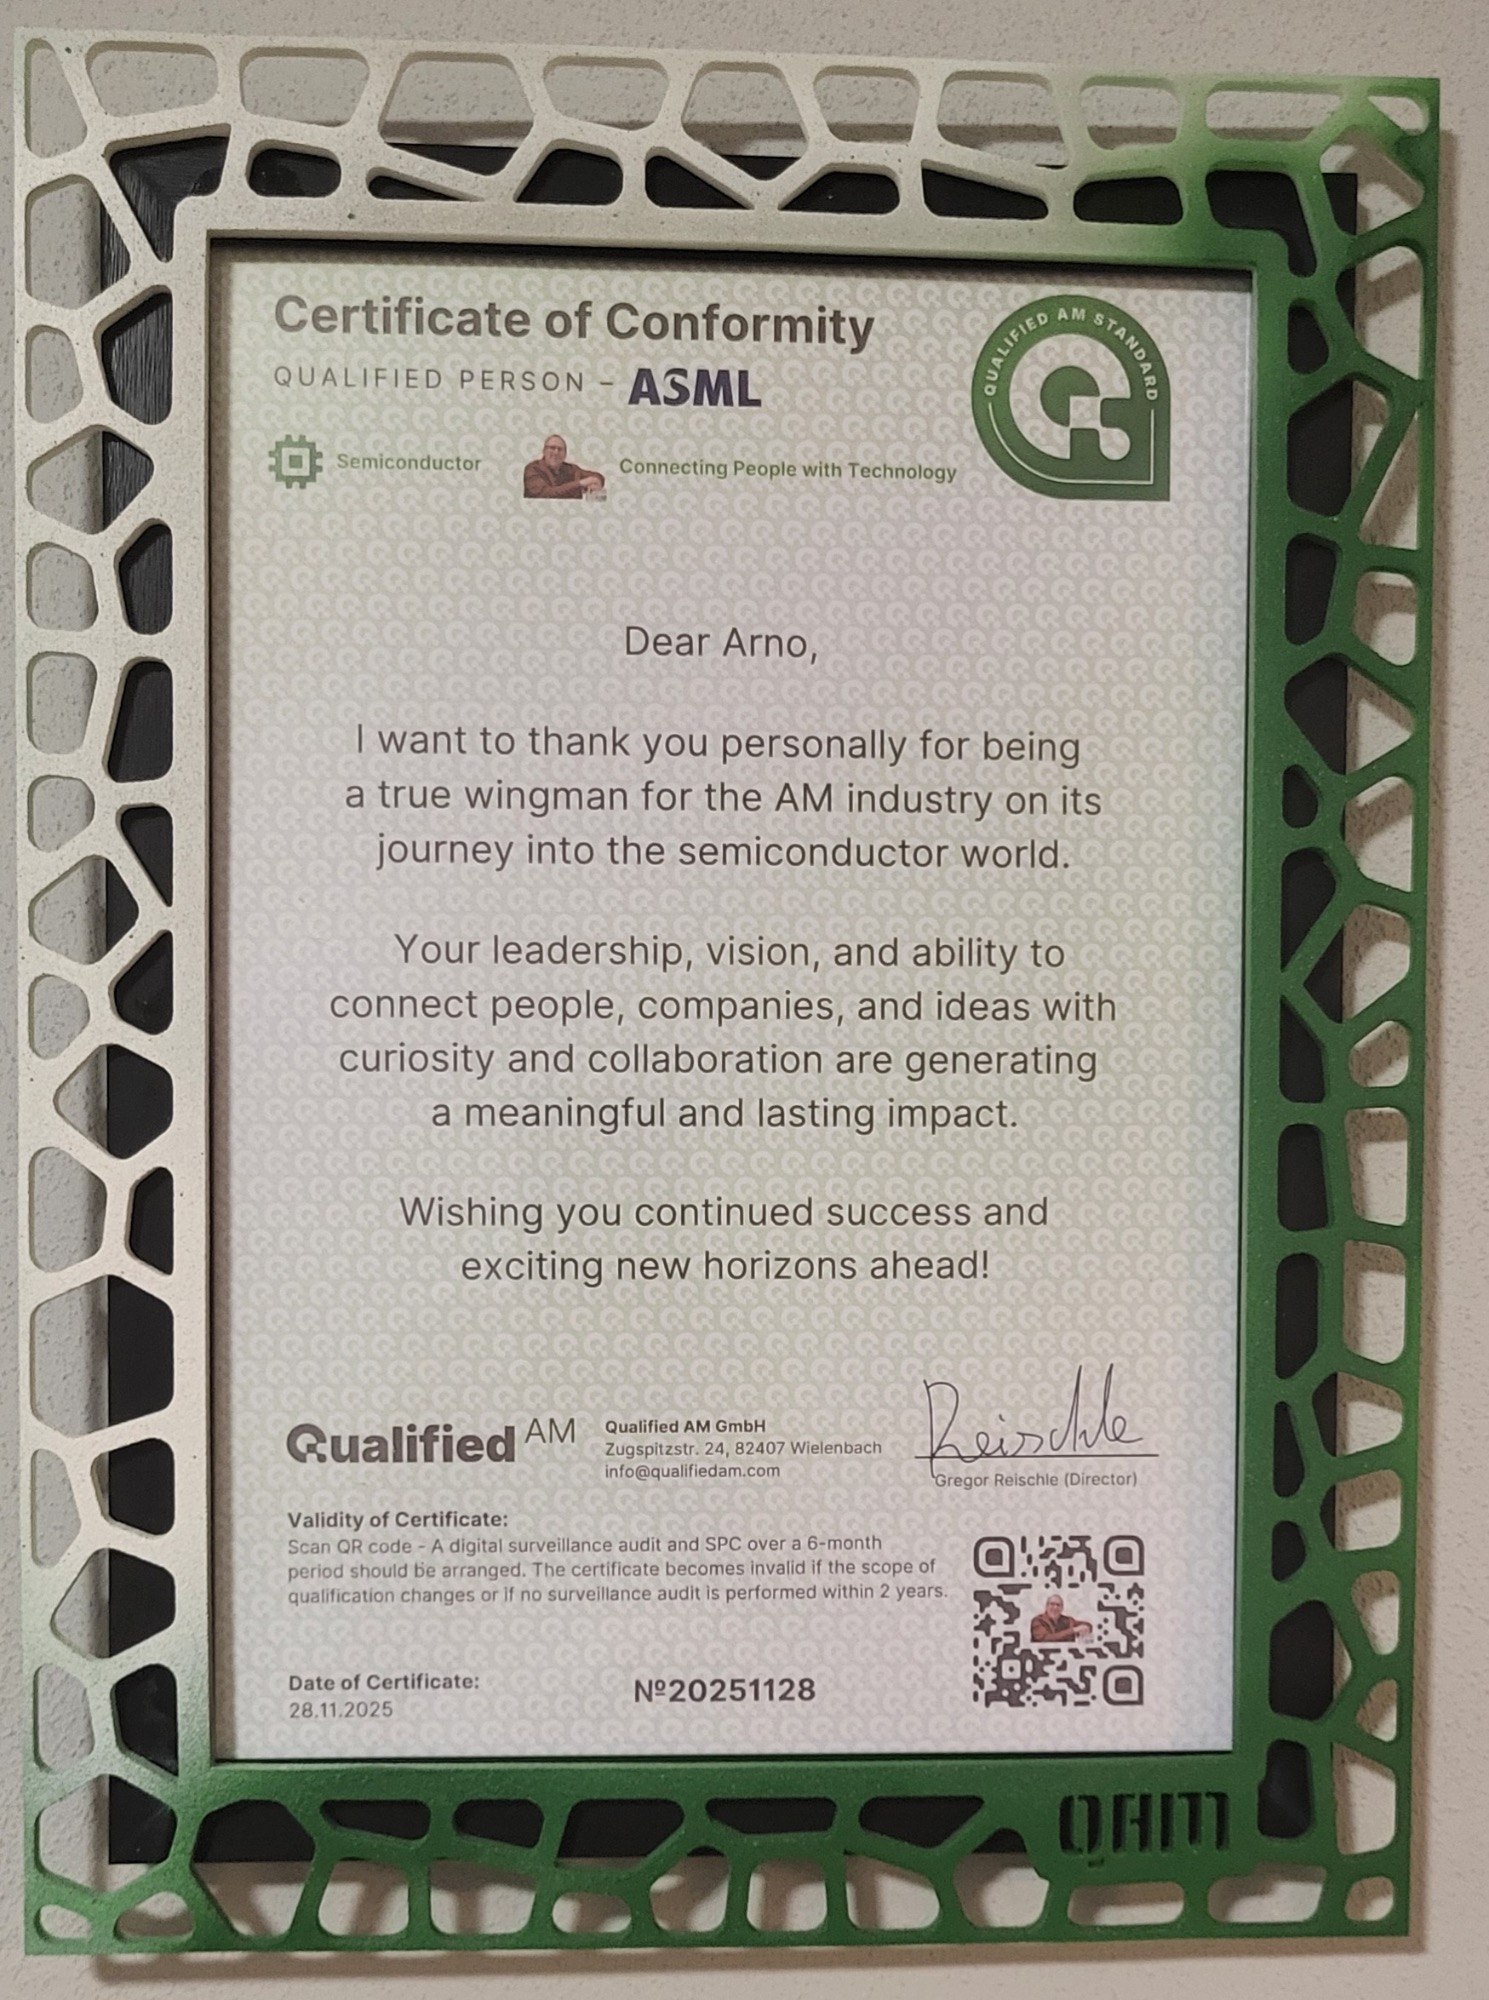 Certificate of Conformity
QUALIFIED PERSON – ASML
Semiconductor
Connecting People with Technology
QUALIFIED AM STANDARD
Dear Arno,
I want to thank you personally for being
a true wingman for the AM industry on its
journey into the semiconductor world.
Your leadership, vision, and ability to
connect people, companies, and ideas with
curiosity and collaboration are generating
a meaningful and lasting impact.
Wishing you continued success and
exciting new horizons ahead!
Qualified AM
Qualified AM GmbH
Zugspitzstr. 24, 82407 Wielenbach
info@qualifiedam.com
Reischle
Gregor Reischle (Director)
Validity of Certificate:
Scan QR code - A digital surveillance audit and SPC over a 6-month
period should be arranged. The certificate becomes invalid if the scope of
qualification changes or if no surveillance audit is performed within 2 years.
Date of Certificate:
28.11.2025
Nº20251128
QAM